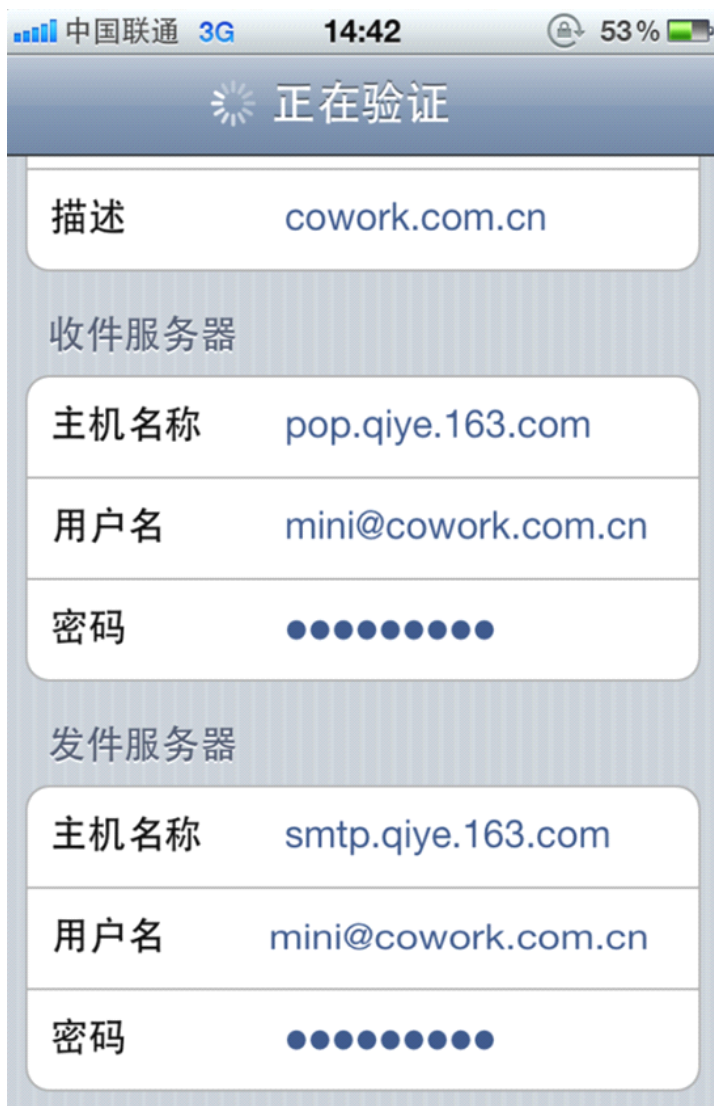 中国联通 3G 14:42 53%
正在验证
描述 cowork.com.cn
收件服务器
主机名称 pop.qiye.163.com
用户名 mini@cowork.com.cn
密码 ●●●●●●●●●
发件服务器
主机名称 smtp.qiye.163.com
用户名 mini@cowork.com.cn
密码 ●●●●●●●●●